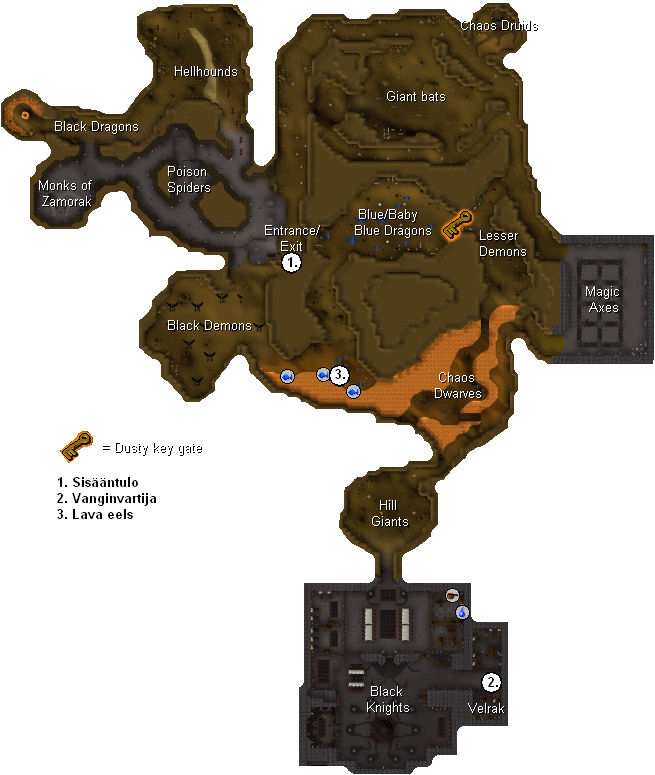 Chaos Druids
Hellhounds
Giant bats
Black Dragons
Poison
Spiders
Monks of
Zamorak
Entrance/
Exit
1.
Blue/Baby
Blue Dragons
Lesser
Demons
Magic
Axes
Black Demons
3.
Chaos
Dwarves
= Dusty key gate
1. Sisääntulo
2. Vanginvartija
3. Lava eels
Hill
Giants
2.
Black
Knights
Velrak